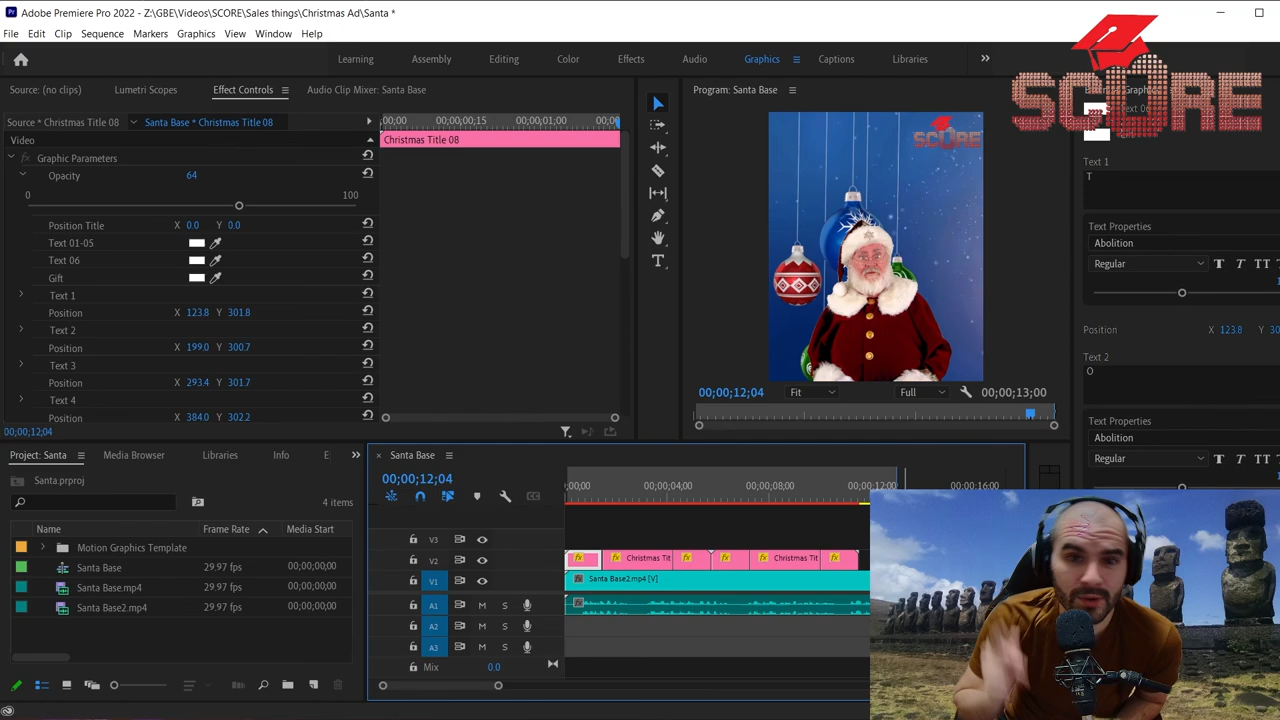 Adobe Premiere Pro 2022 - Z:\GBE\Videos\SCORE\Sales things\Christmas Ad\Santa *
File Edit Clip Sequence Markers Graphics View Window Help
Learning Assembly Editing Color Effects Audio Graphics Captions Libraries
SCORE
Source: (no clips) Lumetri Scopes Effect Controls Audio Clip Mixer: Santa Base
Program: Santa Base
Source * Christmas Title 08 Santa Base * Christmas Title 08
00;00 00;00;00;15 00;00;01;00 00;00
Video
Christmas Title 08
Graphic Parameters
Opacity 64
0 100
Position Title X 0.0 Y 0.0
Text 01-05
Text 06
Gift
Text 1
Position X 123.8 Y 301.8
Text 2
Position X 199.0 Y 300.7
Text 3
Position X 293.4 Y 301.7
Text 4
Position X 384.0 Y 302.2
00;00;12;04
SCORE
00;00;12;04 Fit Full 00;00;13;00
Text 1
T
Text Properties
Abolition
Regular T T TT
Position X 123.8 Y
Text 2
O
Text Properties
Abolition
Regular T T TT
Project: Santa Media Browser Libraries Info E
Santa.prproj
4 items
Name Frame Rate Media Start
Motion Graphics Template
Santa Base 29.97 fps 00;00;00;00
Santa Base.mp4 29.97 fps 00;00;00;00
Santa Base2.mp4 29.97 fps 00;00;00;00
Santa Base
00;00;12;04
;00;00 00;00;04;00 00;00;08;00 00;00;12;00 00;00;16;00
V3
V2 fx fx Christmas Tit fx fx fx Christmas Tit fx
V1 Santa Base2.mp4 [V]
A1 M S
A2 M S
A3 M S
Mix 0.0